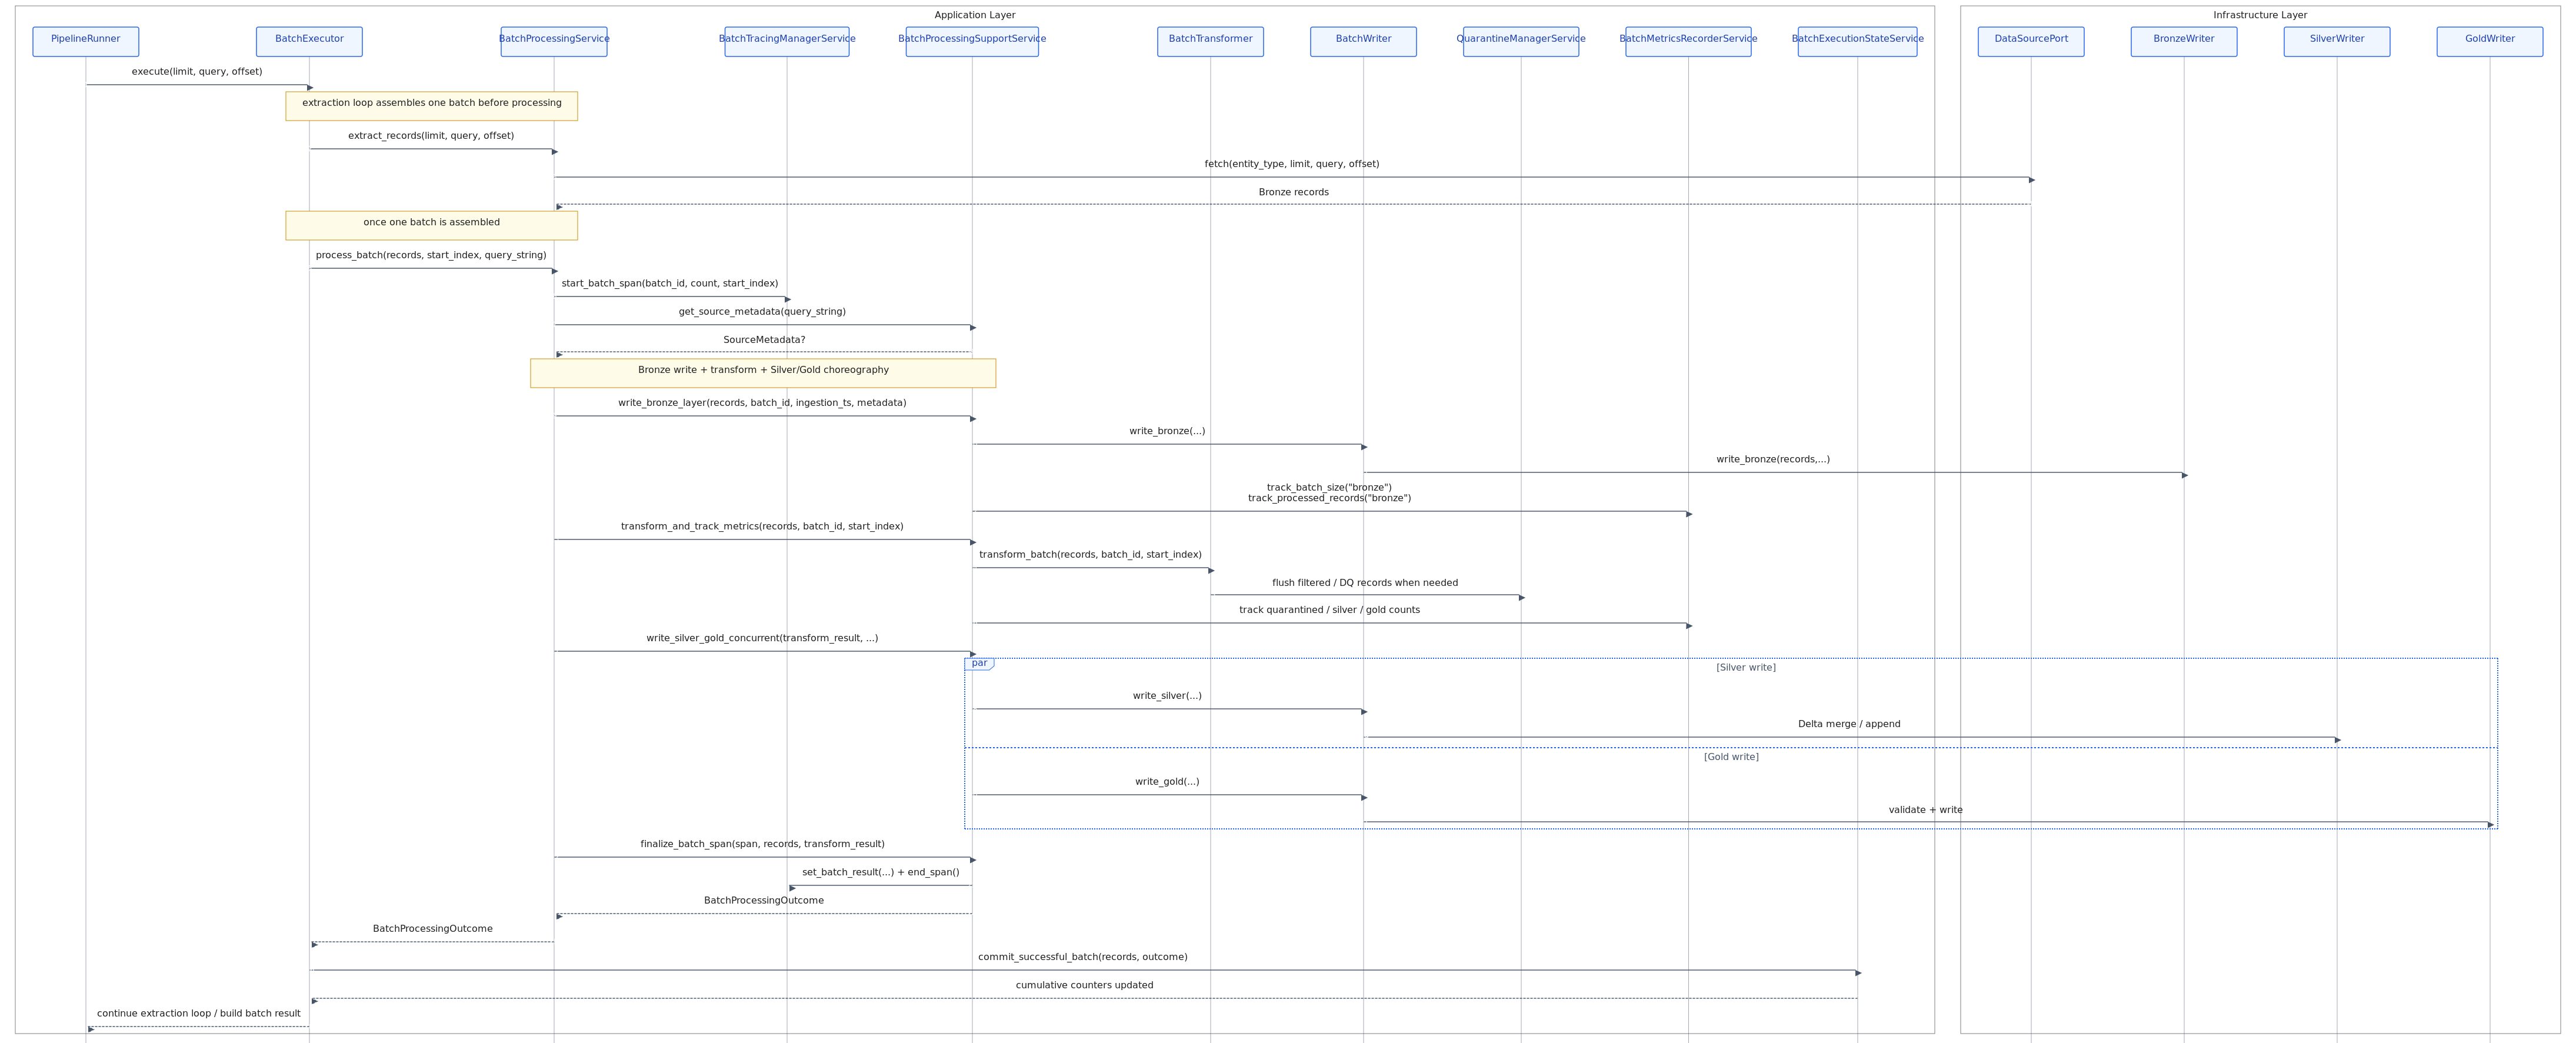 Application Layer
Infrastructure Layer
PipelineRunner
BatchExecutor
BatchProcessingService
BatchTracingManagerService
BatchProcessingSupportService
BatchTransformer
BatchWriter
QuarantineManagerService
BatchMetricsRecorderService
BatchExecutionStateService
DataSourcePort
BronzeWriter
SilverWriter
GoldWriter
execute(limit, query, offset)
extraction loop assembles one batch before processing
extract_records(limit, query, offset)
fetch(entity_type, limit, query, offset)
Bronze records
once one batch is assembled
process_batch(records, start_index, query_string)
start_batch_span(batch_id, count, start_index)
get_source_metadata(query_string)
SourceMetadata?
Bronze write + transform + Silver/Gold choreography
write_bronze_layer(records, batch_id, ingestion_ts, metadata)
write_bronze(...)
write_bronze(records,...)
track_batch_size("bronze")
track_processed_records("bronze")
transform_and_track_metrics(records, batch_id, start_index)
transform_batch(records, batch_id, start_index)
flush filtered / DQ records when needed
track quarantined / silver / gold counts
write_silver_gold_concurrent(transform_result, ...)
par
[Silver write]
write_silver(...)
Delta merge / append
[Gold write]
write_gold(...)
validate + write
finalize_batch_span(span, records, transform_result)
set_batch_result(...) + end_span()
BatchProcessingOutcome
BatchProcessingOutcome
commit_successful_batch(records, outcome)
cumulative counters updated
continue extraction loop / build batch result